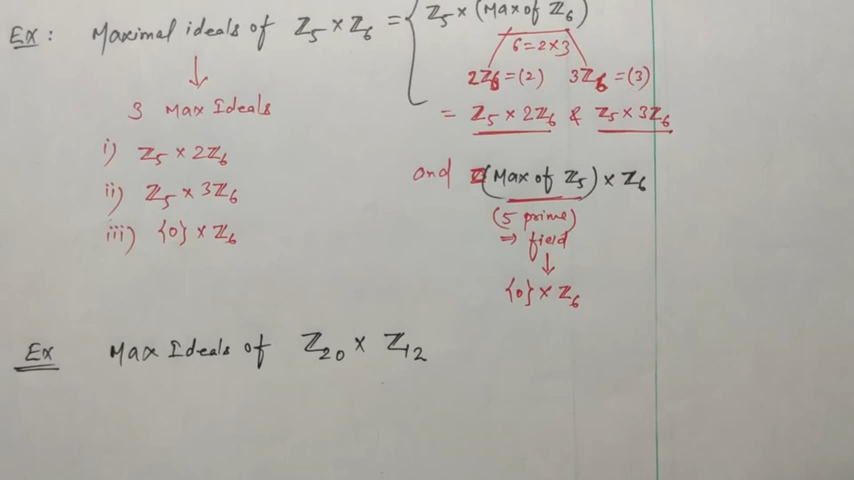 Ex: Maximal ideals of ℤ₅ × ℤ₆ = { ℤ₅ × (Max of ℤ₆)
6 = 2×3
2ℤ₆ = (2) 3ℤ₆ = (3)
= ℤ₅ × 2ℤ₆ & ℤ₅ × 3ℤ₆
↓
3 Max Ideals
i) ℤ₅ × 2ℤ₆
ii) ℤ₅ × 3ℤ₆
iii) {0} × ℤ₆
and (Max of ℤ₅) × ℤ₆
(5 prime)
⇒ field
↓
{0} × ℤ₆
Ex Max Ideals of ℤ₂₀ × ℤ₁₂